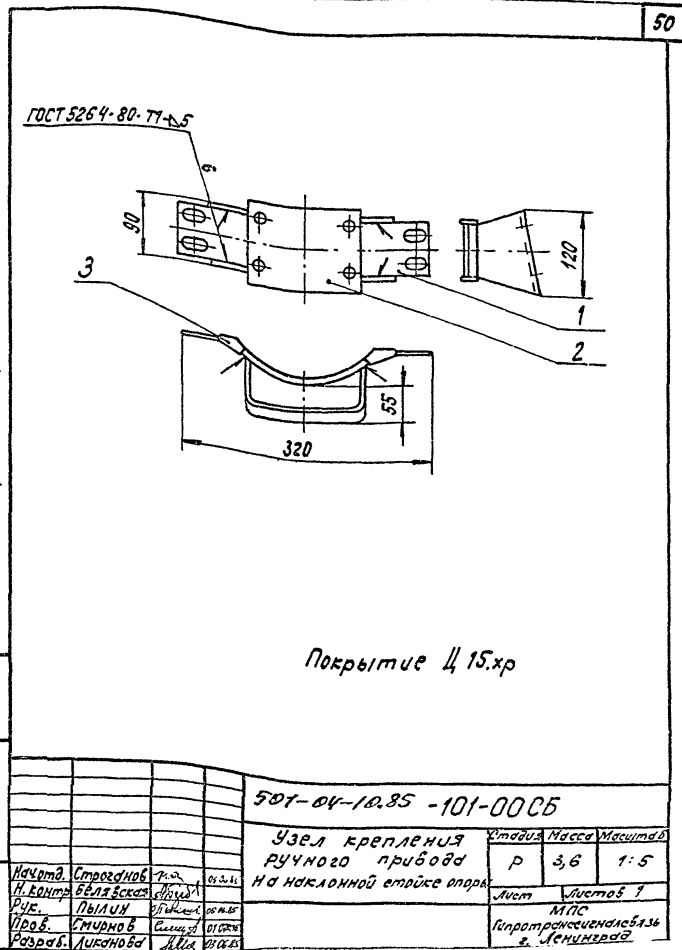 50
ГОСТ 5264-80-Т1-⊿5
6
90
120
3
1
2
55
320
Покрытие Ц 15.хр
501-04-10.85 -101-00СБ
Узел крепления
ручного привода
на наклонной стойке опоры
Стадия Масса Масштаб
Р 3,6 1:5
Лист Листов 1
МПС
Гипротранссигналсвязь
г. Ленинград
Нач.отд. Строганов
Н.контр Белявская
Рук. Пылин
Пров. Смирнов
Разраб. Ликанова